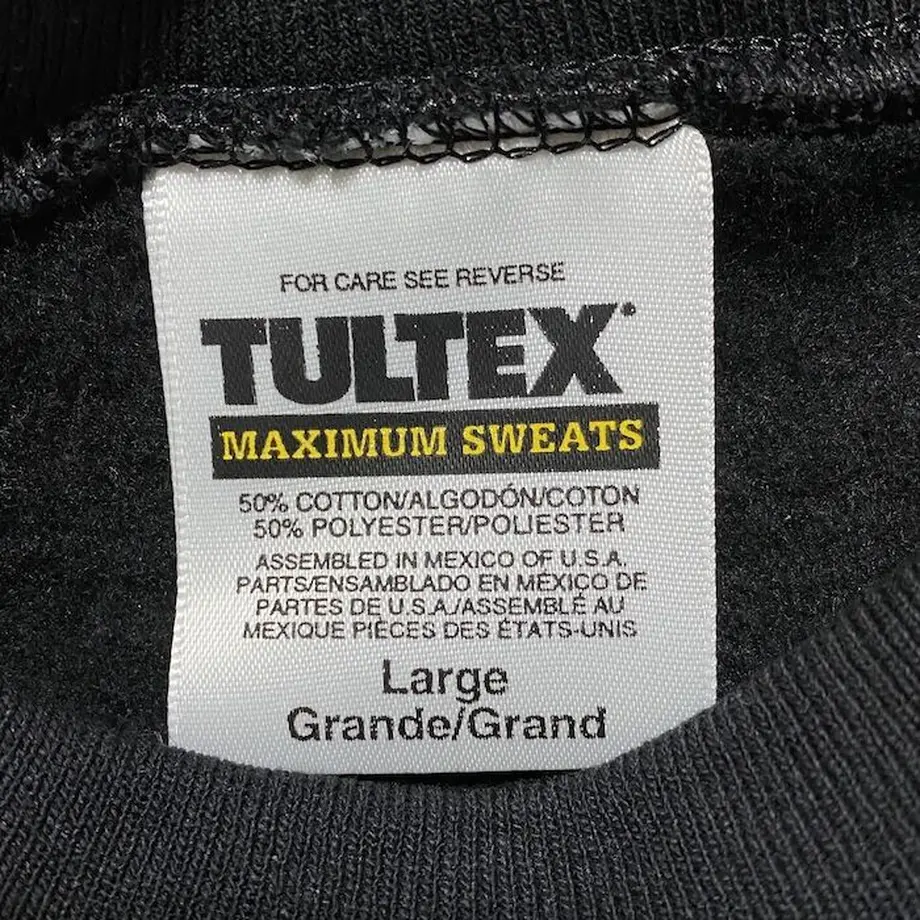 FOR CARE SEE REVERSE
TULTEX
MAXIMUM SWEATS
50% COTTON/ALGODÓN/COTON
50% POLYESTER/POLIESTER
ASSEMBLED IN MEXICO OF U.S.A.
PARTS/ENSAMBLADO EN MÉXICO DE
PARTES DE U.S.A./ASSEMBLÉ AU
MEXIQUE PIÈCES DES ÉTATS-UNIS
Large
Grande/Grand